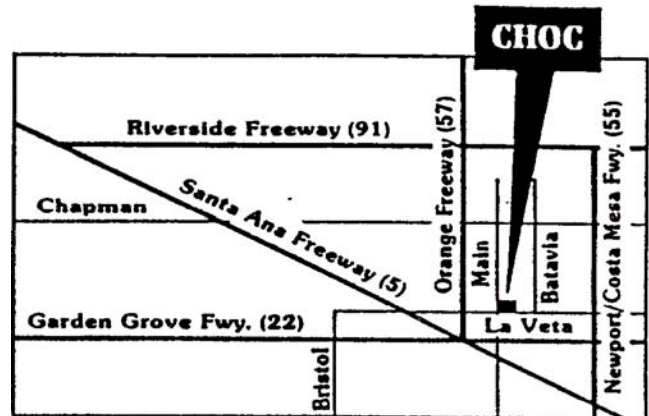 CHOC
Riverside Freeway (91)
Orange Freeway (57)
Newport/Costa Mesa Fwy. (55)
Chapman
Santa Ana Freeway (5)
Main
Batavia
Garden Grove Fwy. (22)
La Veta
Bristol